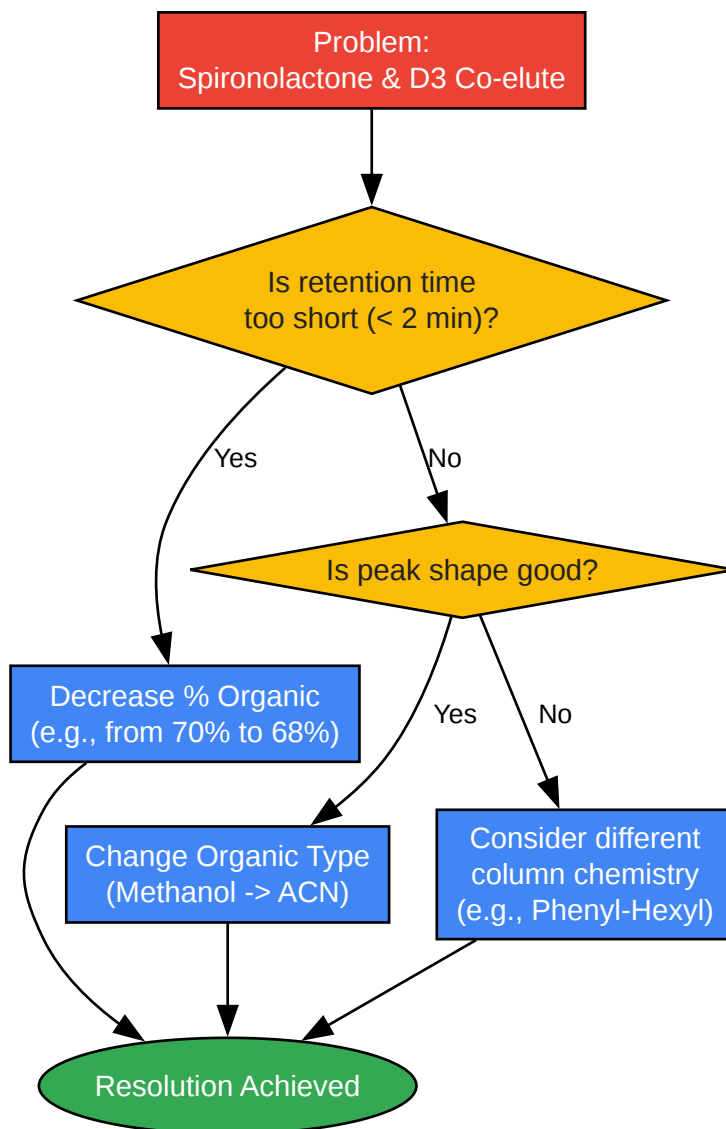 Problem:
Spironolactone & D3 Co-elute
Is retention time
too short (< 2 min)?
Yes
No
Is peak shape good?
Decrease % Organic
(e.g., from 70% to 68%)
Yes
No
Change Organic Type
(Methanol -> ACN)
Consider different
column chemistry
(e.g., Phenyl-Hexyl)
Resolution Achieved